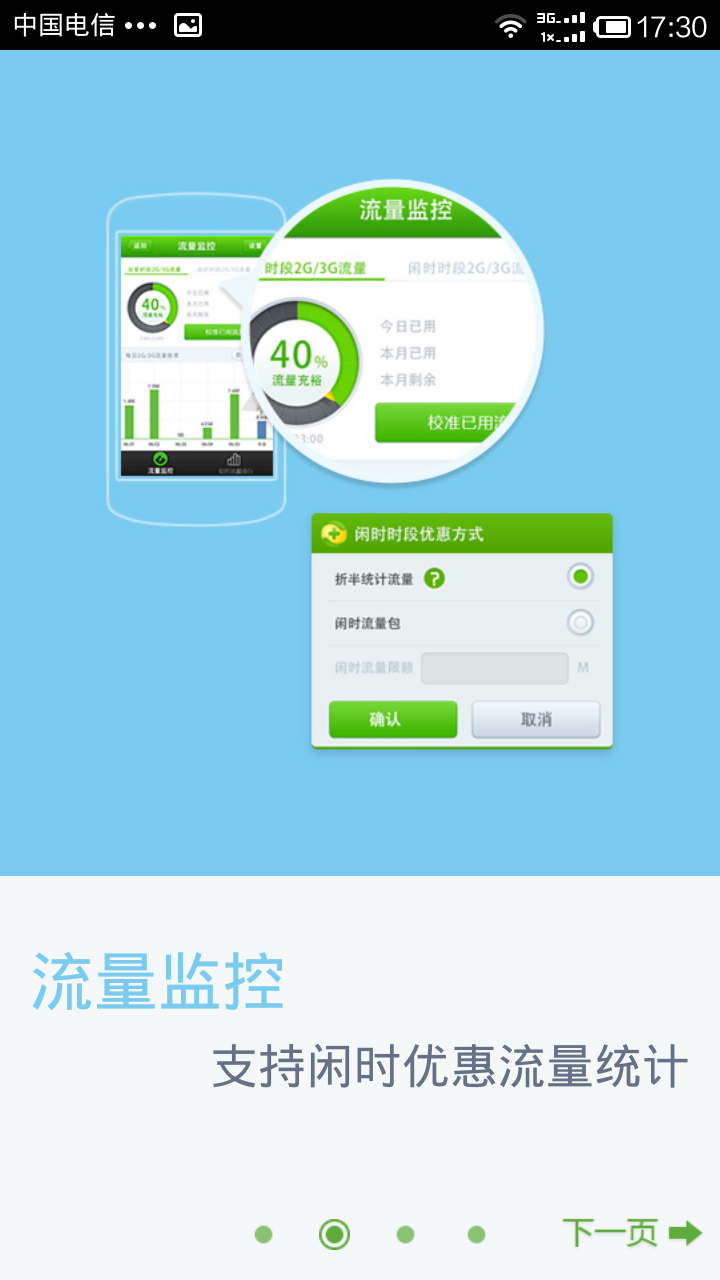 中国电信 ••• 3G 1× 17:30
流量监控
时段2G/3G流量 闲时时段2G/3G流
40%
流量充裕
今日已用
本月已用
本月剩余
校准已用流
3:00
返回 流量监控 设置
40%
流量充裕
校准已用流
流量监控
闲时时段优惠方式
折半统计流量 ?
闲时流量包
闲时流量限额 M
确认 取消
流量监控
支持闲时优惠流量统计
下一页